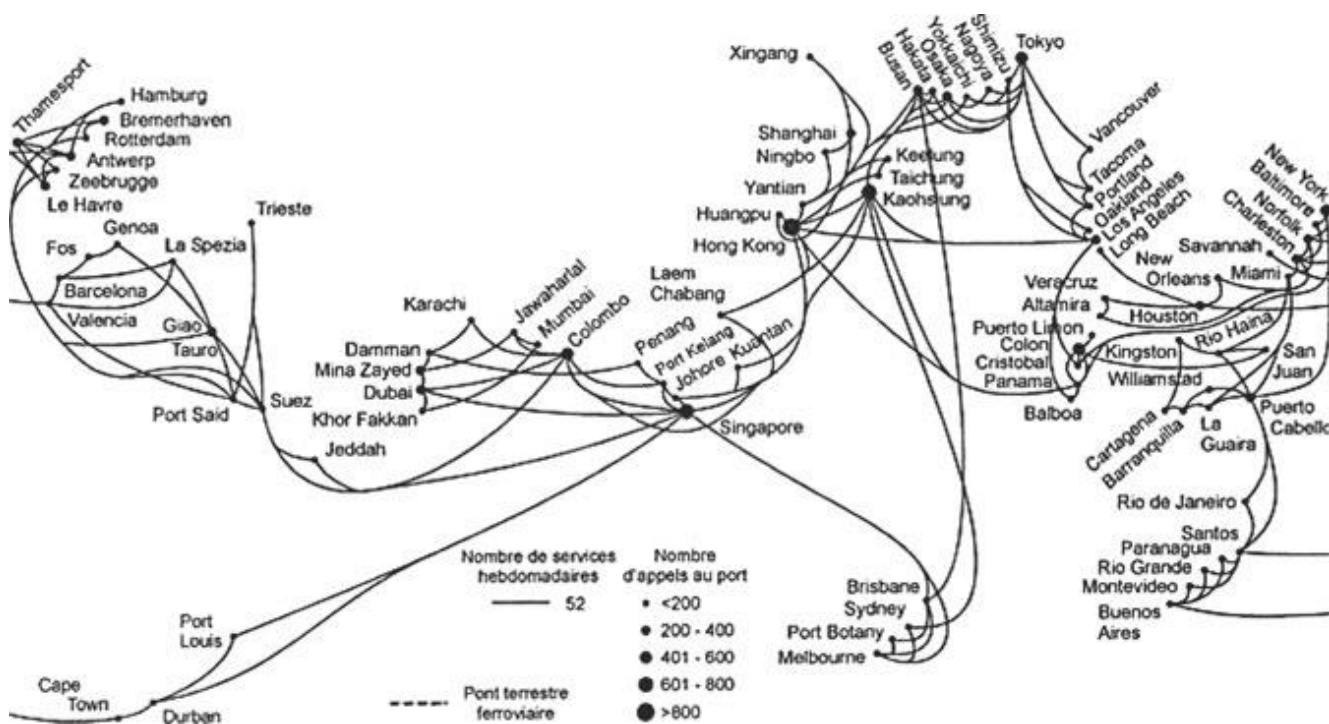 Thamesport
Hamburg
Bremerhaven
Rotterdam
Antwerp
Zeebrugge
Le Havre
Genoa
Fos
La Spezia
Trieste
Barcelona
Valencia
Giao
Tauro
Port Said
Suez
Jeddah
Karachi
Jawaharlal
Mumbai
Colombo
Damman
Mina Zayed
Dubai
Khor Fakkan
Laem
Chabang
Penang
Port Kelang
Johore
Kuantan
Singapore
Xingang
Shanghai
Ningbo
Yantian
Huangpu
Hong Kong
Keelung
Taichung
Kaohsiung
Busan
Hakata
Osaka
Yokkaichi
Nagoya
Shimizu
Tokyo
Vancouver
Tacoma
Portland
Oakland
Los Angeles
Long Beach
New York
Baltimore
Norfolk
Charleston
Savannah
New
Orleans
Miami
Veracruz
Altamira
Houston
Puerto Limon
Colon
Cristobal
Panama
Balboa
Rio Haina
Kingston
San
Juan
Williamstad
Cartagena
Barranquilla
La
Guaira
Puerto
Cabello
Rio de Janeiro
Santos
Paranagua
Rio Grande
Montevideo
Buenos
Aires
Brisbane
Sydney
Port Botany
Melbourne
Port
Louis
Cape
Town
Durban
Nombre de services
hebdomadaires
52
Pont terrestre
ferroviaire
Nombre
d'appels au port
<200
200 - 400
401 - 600
601 - 800
>800